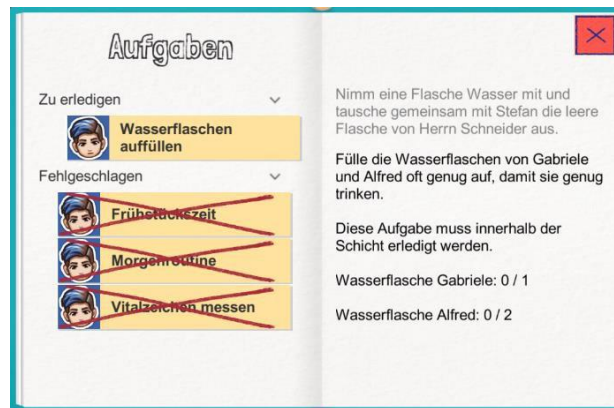 Aufgaben
Zu erledigen
Wasserflaschen
auffüllen
Fehlgeschlagen
Frühstückszeit
Morgenroutine
Vitalzeichen messen
Nimm eine Flasche Wasser mit und
tausche gemeinsam mit Stefan die leere
Flasche von Herrn Schneider aus.
Fülle die Wasserflaschen von Gabriele
und Alfred oft genug auf, damit sie genug
trinken.
Diese Aufgabe muss innerhalb der
Schicht erledigt werden.
Wasserflasche Gabriele: 0 / 1
Wasserflasche Alfred: 0 / 2